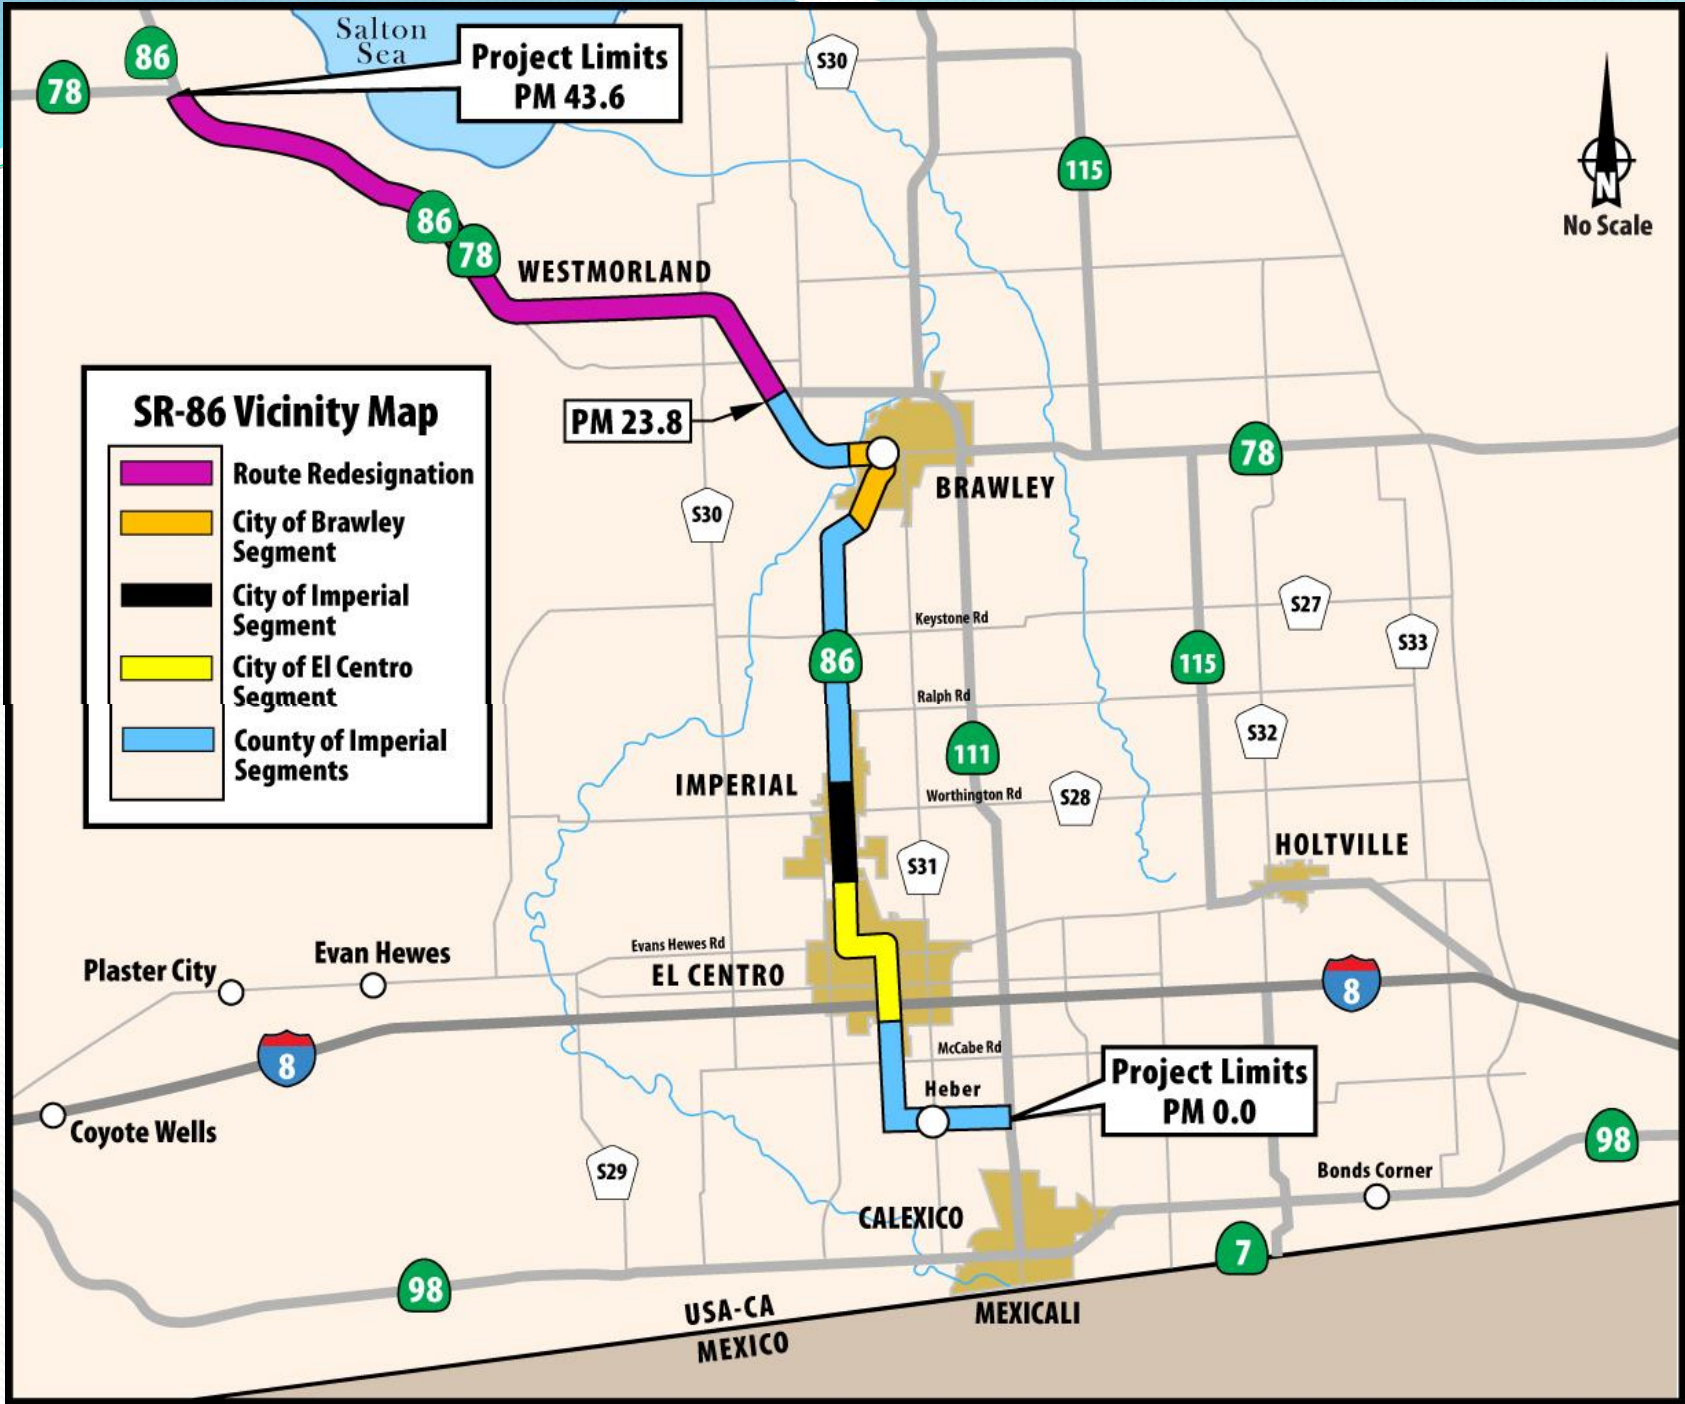 Salton
Sea
Project Limits
PM 43.6
86
78
S30
115
N
No Scale
86
78
WESTMORLAND
SR-86 Vicinity Map
Route Redesignation
City of Brawley
Segment
City of Imperial
Segment
City of El Centro
Segment
County of Imperial
Segments
PM 23.8
78
BRAWLEY
S30
Keystone Rd
S27
S33
86
115
Ralph Rd
S32
111
IMPERIAL
Worthington Rd
S28
HOLTVILLE
S31
Evans Hewes Rd
EL CENTRO
Evan Hewes
Plaster City
8
8
McCabe Rd
Heber
Project Limits
PM 0.0
Coyote Wells
98
S29
Bonds Corner
CALEXICO
7
98
USA-CA
MEXICO
MEXICALI